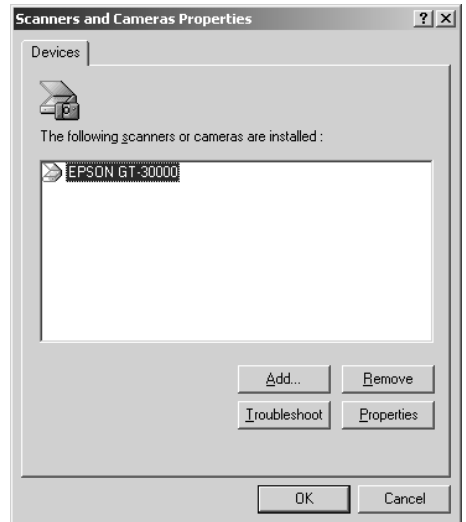 Scanners and Cameras Properties
Devices
The following scanners or cameras are installed :
EPSON GT-30000
Add... Remove
Troubleshoot Properties
OK Cancel